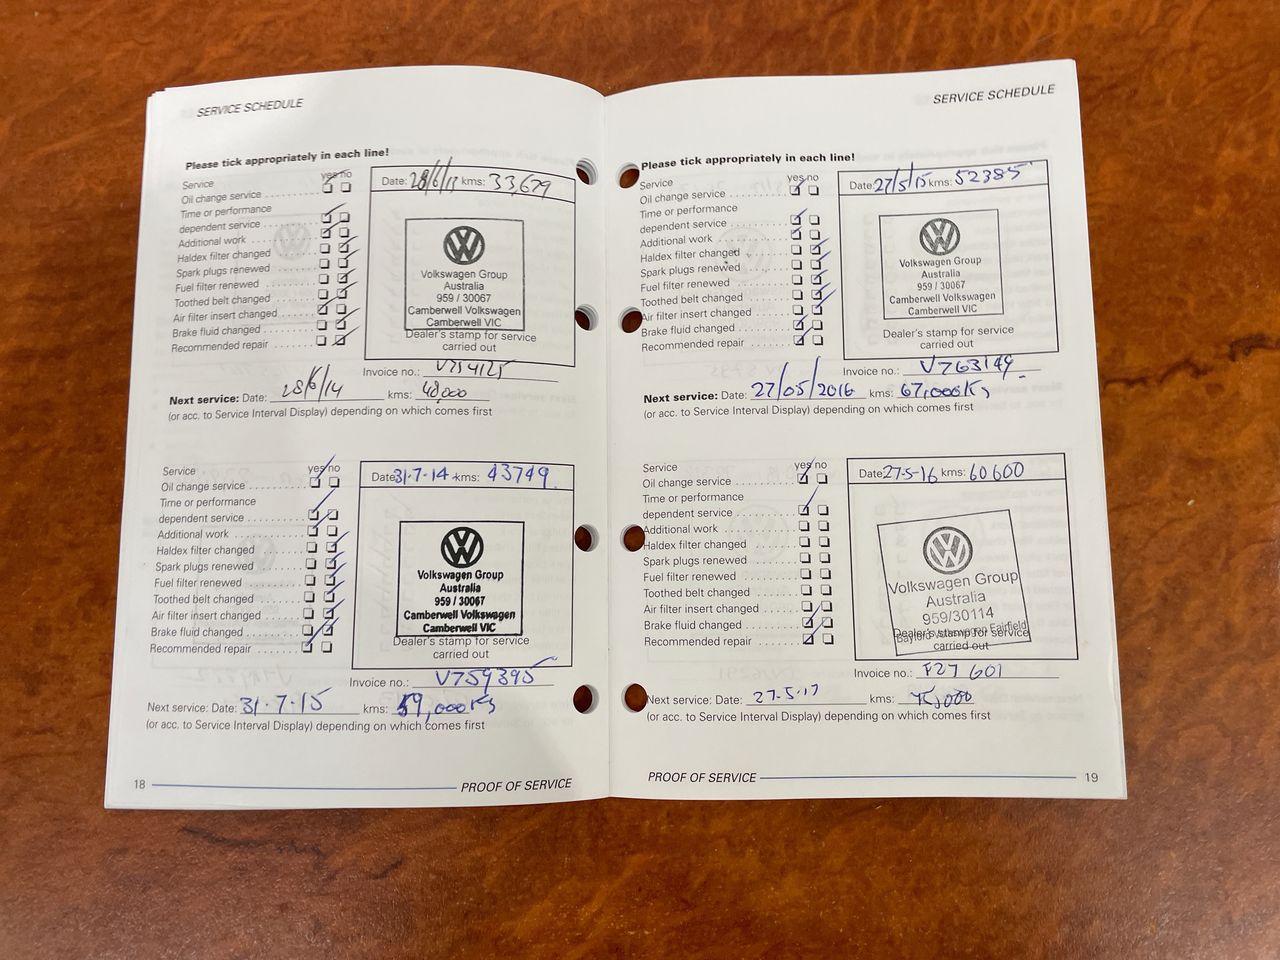 SERVICE SCHEDULE
Please tick appropriately in each line!
Service yes no
Oil change service
Time or performance
dependent service
Additional work
Haldex filter changed
Spark plugs renewed
Fuel filter renewed
Toothed belt changed
Air filter insert changed
Brake fluid changed
Recommended repair
Date: 28/6/13 kms: 33,679
Volkswagen Group
Australia
959 / 30067
Camberwell Volkswagen
Camberwell VIC
Dealer's stamp for service
carried out
Invoice no.: V754125
Next service: Date: 28/6/14 kms: 48,000
(or acc. to Service Interval Display) depending on which comes first
Service yes no
Oil change service
Time or performance
dependent service
Additional work
Haldex filter changed
Spark plugs renewed
Fuel filter renewed
Toothed belt changed
Air filter insert changed
Brake fluid changed
Recommended repair
Date: 31-7-14 kms: 43749
Volkswagen Group
Australia
959 / 30067
Camberwell Volkswagen
Camberwell VIC
Dealer's stamp for service
carried out
Invoice no.: V759395
Next service: Date: 31-7-15 kms: 59,000Ks
(or acc. to Service Interval Display) depending on which comes first
18 PROOF OF SERVICE
SERVICE SCHEDULE
Please tick appropriately in each line!
Service yes no
Oil change service
Time or performance
dependent service
Additional work
Haldex filter changed
Spark plugs renewed
Fuel filter renewed
Toothed belt changed
Air filter insert changed
Brake fluid changed
Recommended repair
Date: 27/5/15 kms: 52385
Volkswagen Group
Australia
959 / 30067
Camberwell Volkswagen
Camberwell VIC
Dealer's stamp for service
carried out
Invoice no.: V763149
Next service: Date: 27/05/2016 kms: 67,000Ks
(or acc. to Service Interval Display) depending on which comes first
Service yes no
Oil change service
Time or performance
dependent service
Additional work
Haldex filter changed
Spark plugs renewed
Fuel filter renewed
Toothed belt changed
Air filter insert changed
Brake fluid changed
Recommended repair
Date: 27-5-16 kms: 60600
Volkswagen Group
Australia
959/30114
Fairfield
Dealer's stamp for service
carried out
Invoice no.: F27601
Next service: Date: 27-5-17 kms: 75,000
(or acc. to Service Interval Display) depending on which comes first
PROOF OF SERVICE 19